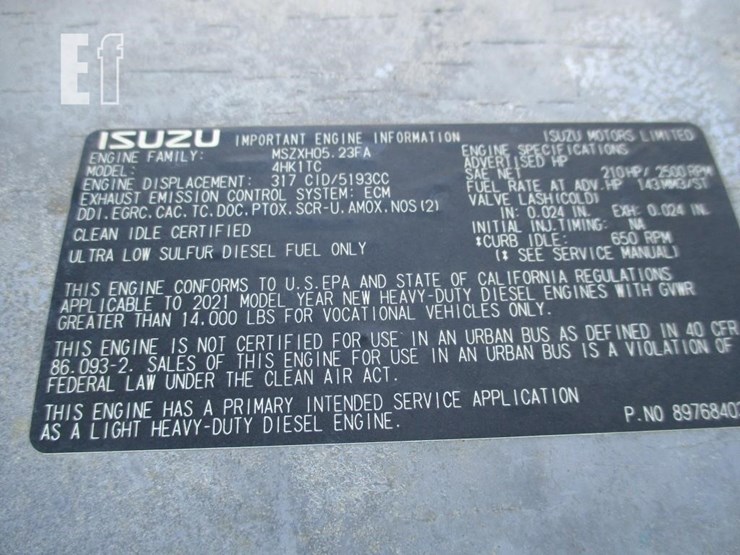 Ef
ISUZU IMPORTANT ENGINE INFORMATION ISUZU MOTORS LIMITED
ENGINE FAMILY: MSZXH05.23FA
MODEL: 4HK1TC
ENGINE/DISPLACEMENT: 317 CID/5193CC
EXHAUST EMISSION CONTROL SYSTEM: ECM
DDI.EGRC.CAC.TC.DOC.PTOX.SCR-U.AMOX.NOS(2)
CLEAN IDLE CERTIFIED
ULTRA LOW SULFUR DIESEL FUEL ONLY
ENGINE SPECIFICATIONS
ADVERTISED HP
SAE NET 210HP/2500RPM
FUEL RATE AT ADV.HP 143MM3/ST
VALVE LASH(COLD)
IN: 0.024 IN. EXH: 0.024 IN.
INITIAL INJ.TIMING: NA
*CURB IDLE: 650 RPM
(* SEE SERVICE MANUAL)
THIS ENGINE CONFORMS TO U.S.EPA AND STATE OF CALIFORNIA REGULATIONS
APPLICABLE TO 2021 MODEL YEAR NEW HEAVY-DUTY DIESEL ENGINES WITH GVWR
GREATER THAN 14.000 LBS FOR VOCATIONAL VEHICLES ONLY.
THIS ENGINE IS NOT CERTIFIED FOR USE IN AN URBAN BUS AS DEFINED IN 40 CFR
86.093-2. SALES OF THIS ENGINE FOR USE IN AN URBAN BUS IS A VIOLATION OF
FEDERAL LAW UNDER THE CLEAN AIR ACT.
THIS ENGINE HAS A PRIMARY INTENDED SERVICE APPLICATION
AS A LIGHT HEAVY-DUTY DIESEL ENGINE.
P.NO 8976840